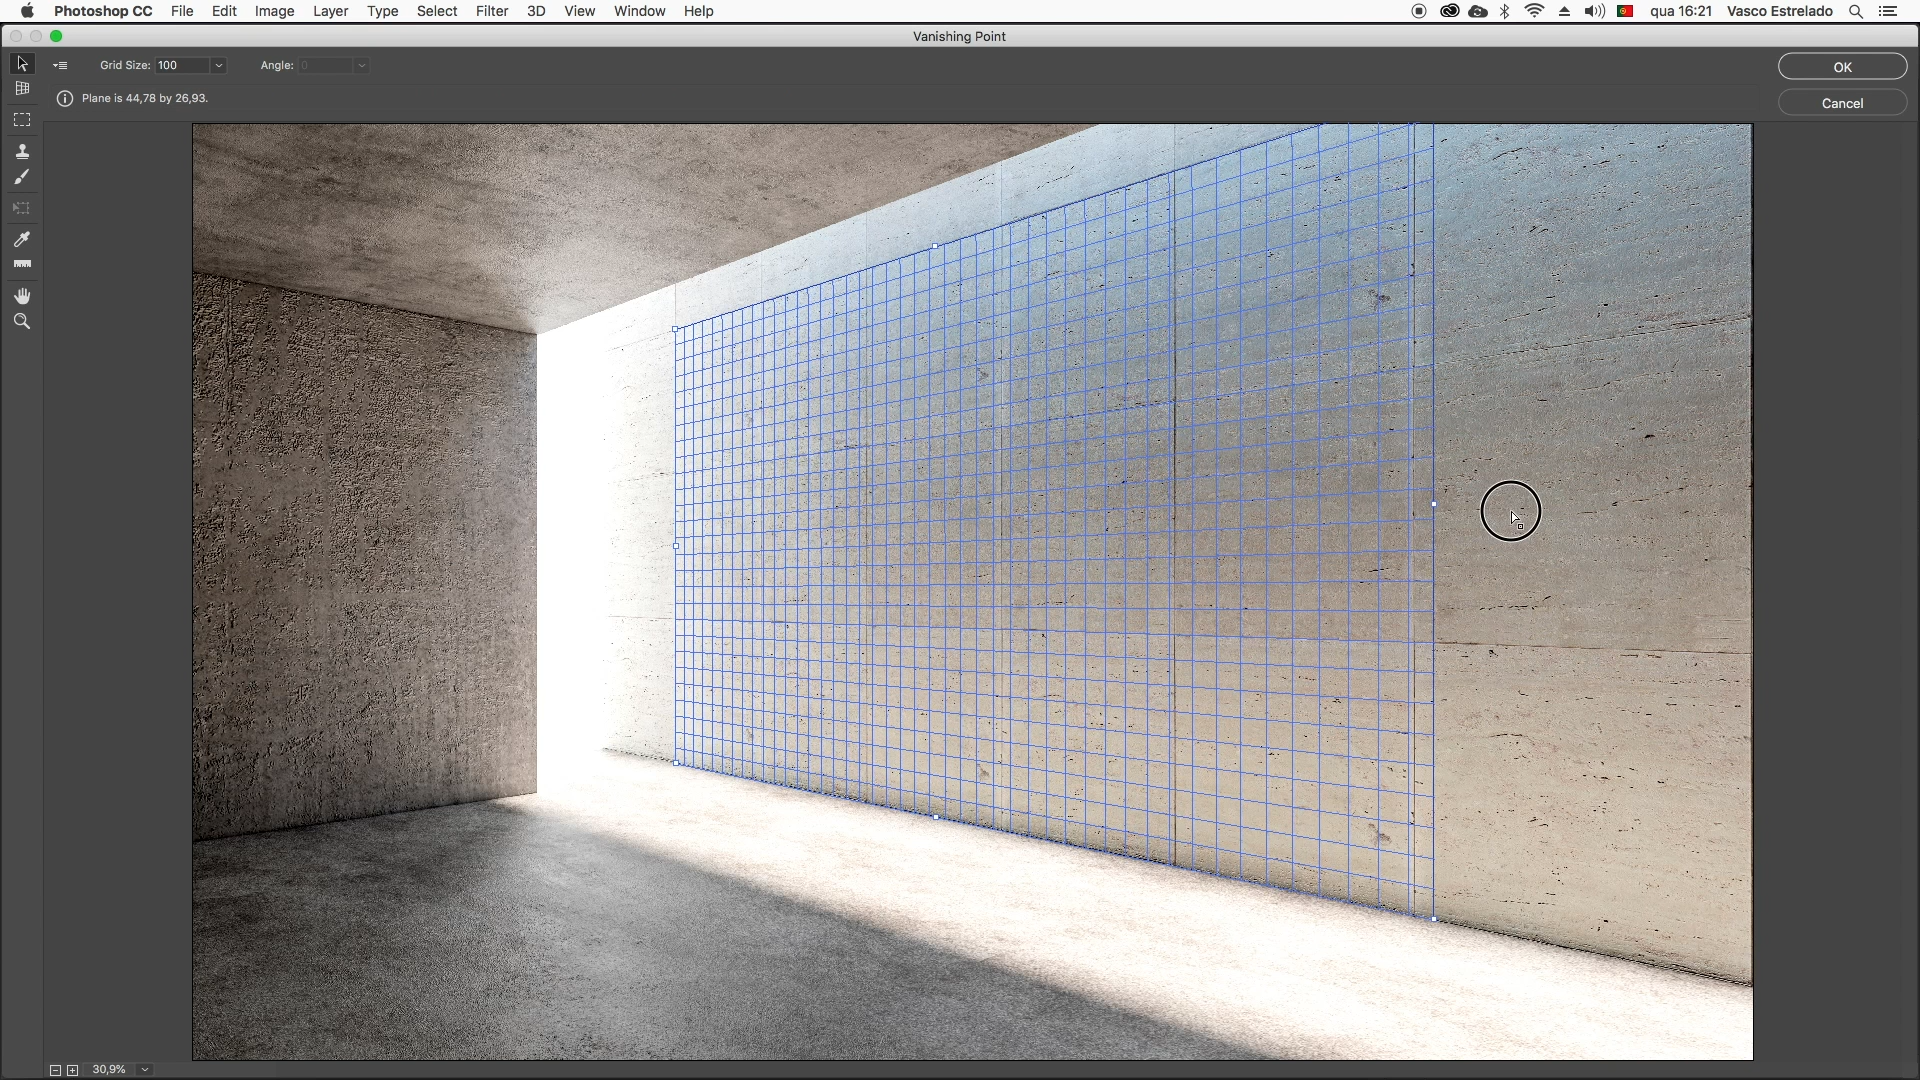 Photoshop CC File Edit Image Layer Type Select Filter 3D View Window Help qua 16:21 Vasco Estrelado
Vanishing Point
Grid Size: 100 Angle: 0 OK
Plane is 44,78 by 26,93. Cancel
30,9%